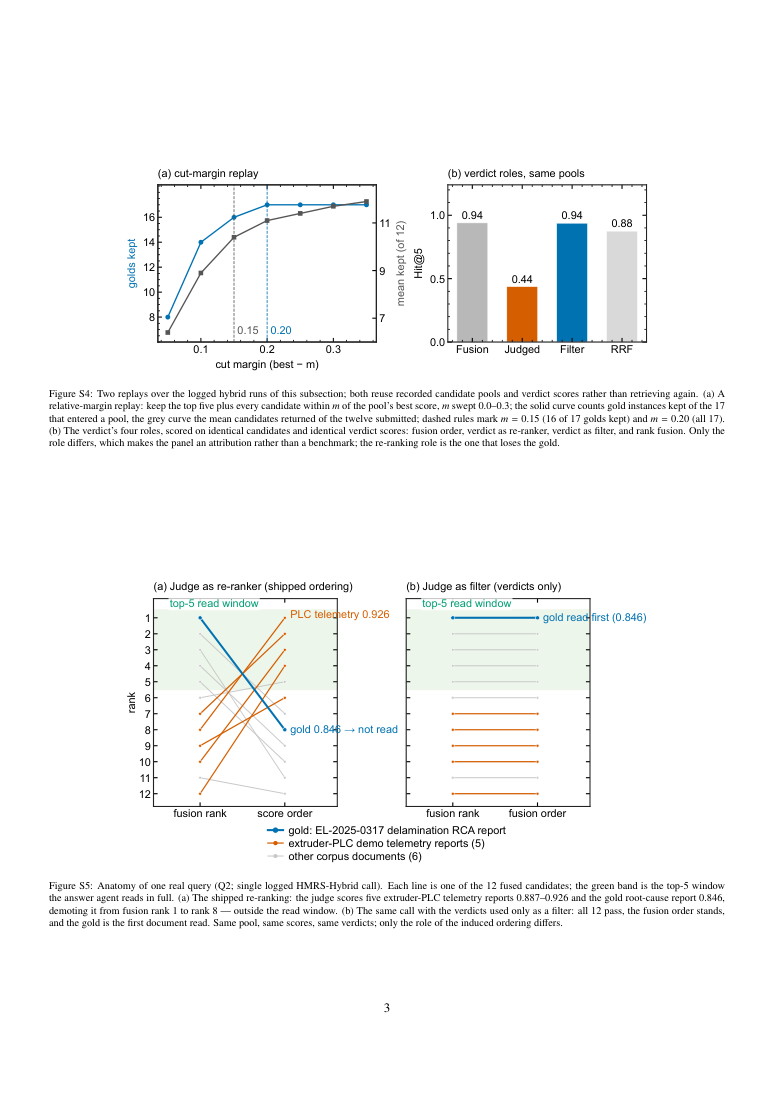 (a) cut-margin replay
(b) verdict roles, same pools
golds kept
16
14
12
10
8
11
9
7
mean kept (of 12)
0.15
0.20
0.1
0.2
0.3
cut margin (best − m)
Hit@5
1.0
0.5
0.0
0.94
0.44
0.94
0.88
Fusion
Judged
Filter
RRF
Figure S4: Two replays over the logged hybrid runs of this subsection; both reuse recorded candidate pools and verdict scores rather than retrieving again. (a) A
relative-margin replay: keep the top five plus every candidate within m of the pool's best score, m swept 0.0–0.3; the solid curve counts gold instances kept of the 17
that entered a pool, the grey curve the mean candidates returned of the twelve submitted; dashed rules mark m = 0.15 (16 of 17 golds kept) and m = 0.20 (all 17).
(b) The verdict's four roles, scored on identical candidates and identical verdict scores: fusion order, verdict as re-ranker, verdict as filter, and rank fusion. Only the
role differs, which makes the panel an attribution rather than a benchmark; the re-ranking role is the one that loses the gold.
(a) Judge as re-ranker (shipped ordering)
(b) Judge as filter (verdicts only)
top-5 read window
PLC telemetry 0.926
gold 0.846 → not read
rank
1
2
3
4
5
6
7
8
9
10
11
12
fusion rank
score order
top-5 read window
gold read first (0.846)
fusion rank
fusion order
gold: EL-2025-0317 delamination RCA report
extruder-PLC demo telemetry reports (5)
other corpus documents (6)
Figure S5: Anatomy of one real query (Q2; single logged HMRS-Hybrid call). Each line is one of the 12 fused candidates; the green band is the top-5 window
the answer agent reads in full. (a) The shipped re-ranking: the judge scores five extruder-PLC telemetry reports 0.887–0.926 and the gold root-cause report 0.846,
demoting it from fusion rank 1 to rank 8 — outside the read window. (b) The same call with the verdicts used only as a filter: all 12 pass, the fusion order stands,
and the gold is the first document read. Same pool, same scores, same verdicts; only the role of the induced ordering differs.
3